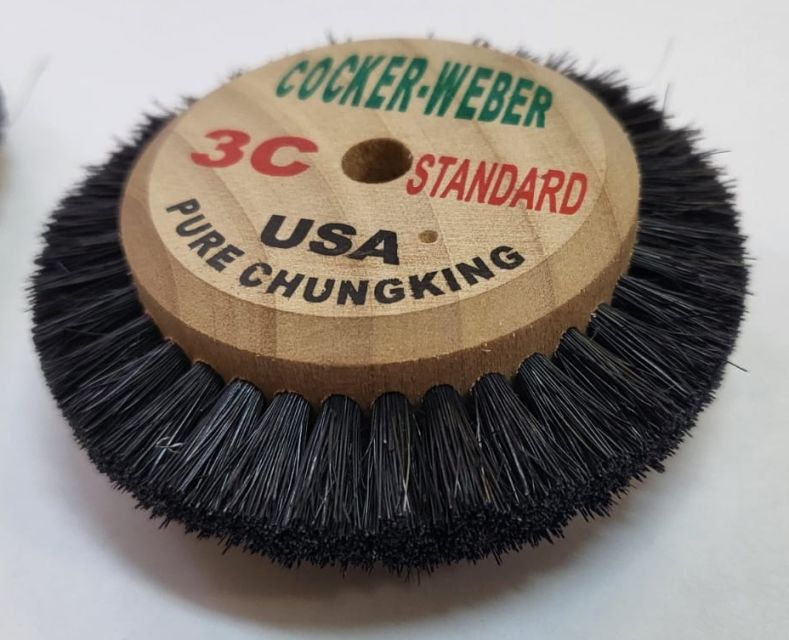 COCKER-WEBER
3C
STANDARD
USA
PURE CHUNGKING